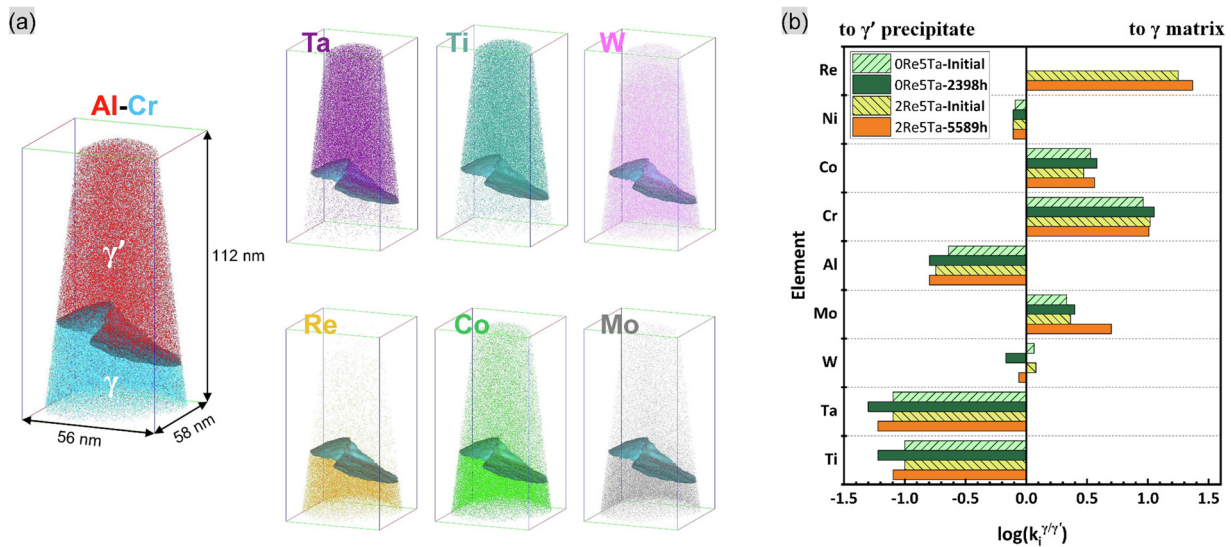 (a)
Al-Cr
γ′
γ
112 nm
56 nm
58 nm
Ta
Ti
W
Re
Co
Mo
(b)
to γ′ precipitate
to γ matrix
0Re5Ta-Initial
0Re5Ta-2398h
2Re5Ta-Initial
2Re5Ta-5589h
Element
Re
Ni
Co
Cr
Al
Mo
W
Ta
Ti
-1.5 -1.0 -0.5 0.0 0.5 1.0 1.5
log(kᵢ^γ/γ′)